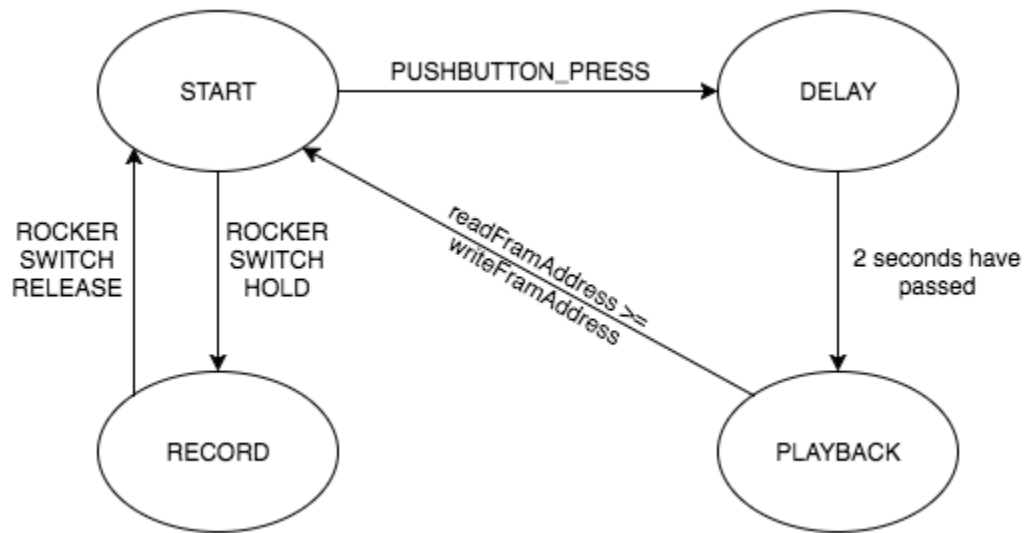 START
PUSHBUTTON_PRESS
DELAY
ROCKER
SWITCH
RELEASE
ROCKER
SWITCH
HOLD
readFramAddress >=
writeFramAddress
2 seconds have
passed
RECORD
PLAYBACK